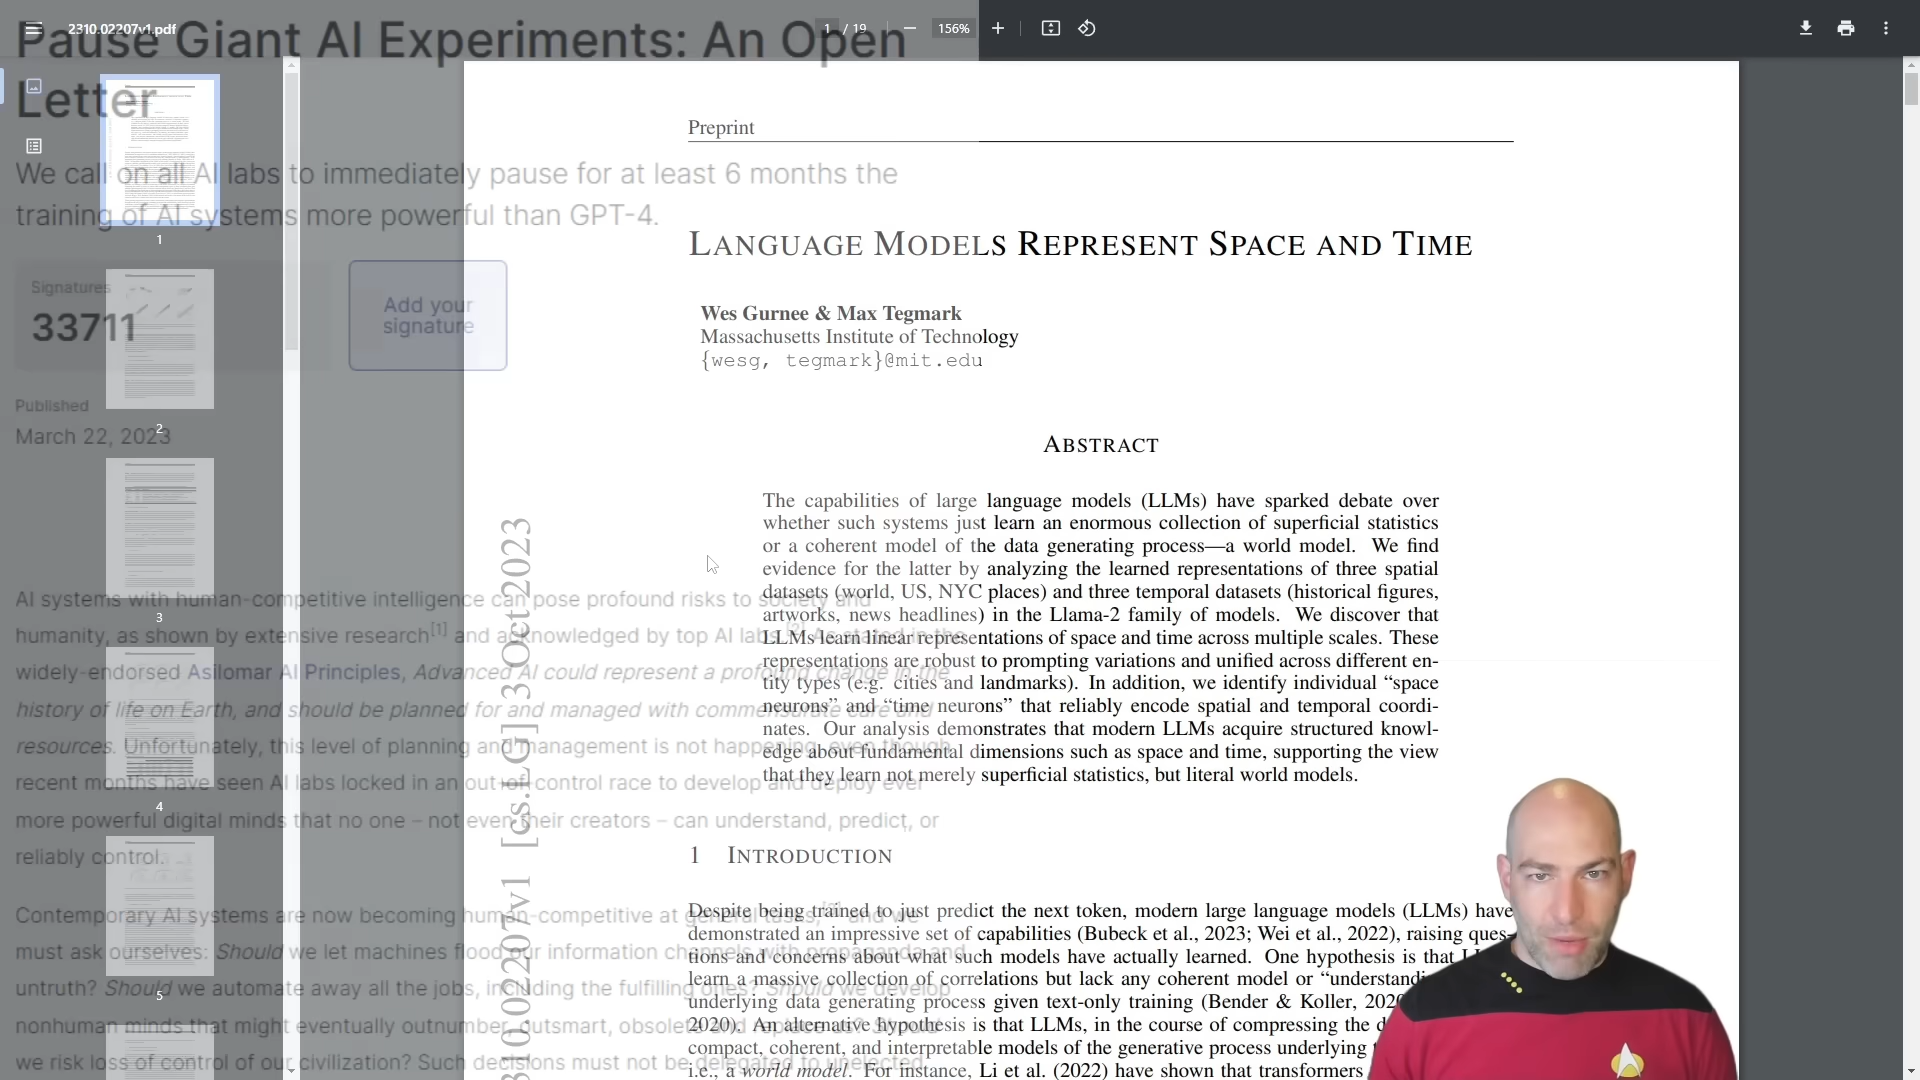 2310.02207v1.pdf
1 / 19
156%
Pause Giant AI Experiments: An Open
Letter
We call on all AI labs to immediately pause for at least 6 months the
training of AI systems more powerful than GPT-4.
Signatures
33711
Add your
signature
Published
March 22, 2023
AI systems with human-competitive intelligence can pose profound risks to society and
humanity, as shown by extensive research[1] and acknowledged by top AI labs.[2] As stated in the
widely-endorsed Asilomar AI Principles, Advanced AI could represent a profound change in the
history of life on Earth, and should be planned for and managed with commensurate care and
resources. Unfortunately, this level of planning and management is not happening, even though
recent months have seen AI labs locked in an out-of-control race to develop and deploy ever
more powerful digital minds that no one – not even their creators – can understand, predict, or
reliably control.
Contemporary AI systems are now becoming human-competitive at general tasks, and we
must ask ourselves: Should we let machines flood our information channels with propaganda and
untruth? Should we automate away all the jobs, including the fulfilling ones? Should we develop
nonhuman minds that might eventually outnumber, outsmart, obsolete
we risk loss of control of our civilization? Such decisions must not be delegated to unelected
1
2
3
4
5
Preprint
LANGUAGE MODELS REPRESENT SPACE AND TIME
Wes Gurnee & Max Tegmark
Massachusetts Institute of Technology
{wesg, tegmark}@mit.edu
ABSTRACT
The capabilities of large language models (LLMs) have sparked debate over
whether such systems just learn an enormous collection of superficial statistics
or a coherent model of the data generating process—a world model. We find
evidence for the latter by analyzing the learned representations of three spatial
datasets (world, US, NYC places) and three temporal datasets (historical figures,
artworks, news headlines) in the Llama-2 family of models. We discover that
LLMs learn linear representations of space and time across multiple scales. These
representations are robust to prompting variations and unified across different en-
tity types (e.g. cities and landmarks). In addition, we identify individual “space
neurons” and “time neurons” that reliably encode spatial and temporal coordi-
nates. Our analysis demonstrates that modern LLMs acquire structured knowl-
edge about fundamental dimensions such as space and time, supporting the view
that they learn not merely superficial statistics, but literal world models.
1 INTRODUCTION
Despite being trained to just predict the next token, modern large language models (LLMs) have
demonstrated an impressive set of capabilities (Bubeck et al., 2023; Wei et al., 2022), raising ques-
tions and concerns about what such models have actually learned. One hypothesis is that
learn a massive collection of correlations but lack any coherent model or
underlying data generating process given text-only training (Bender & Koller,
2020). An alternative hypothesis is that LLMs, in the course of compressing the
compact, coherent, and interpretable models of the generative process underlying
i.e., a world model. For instance, Li et al. (2022) have shown that transformers
310.02207v1 [cs.LG] 3 Oct 2023